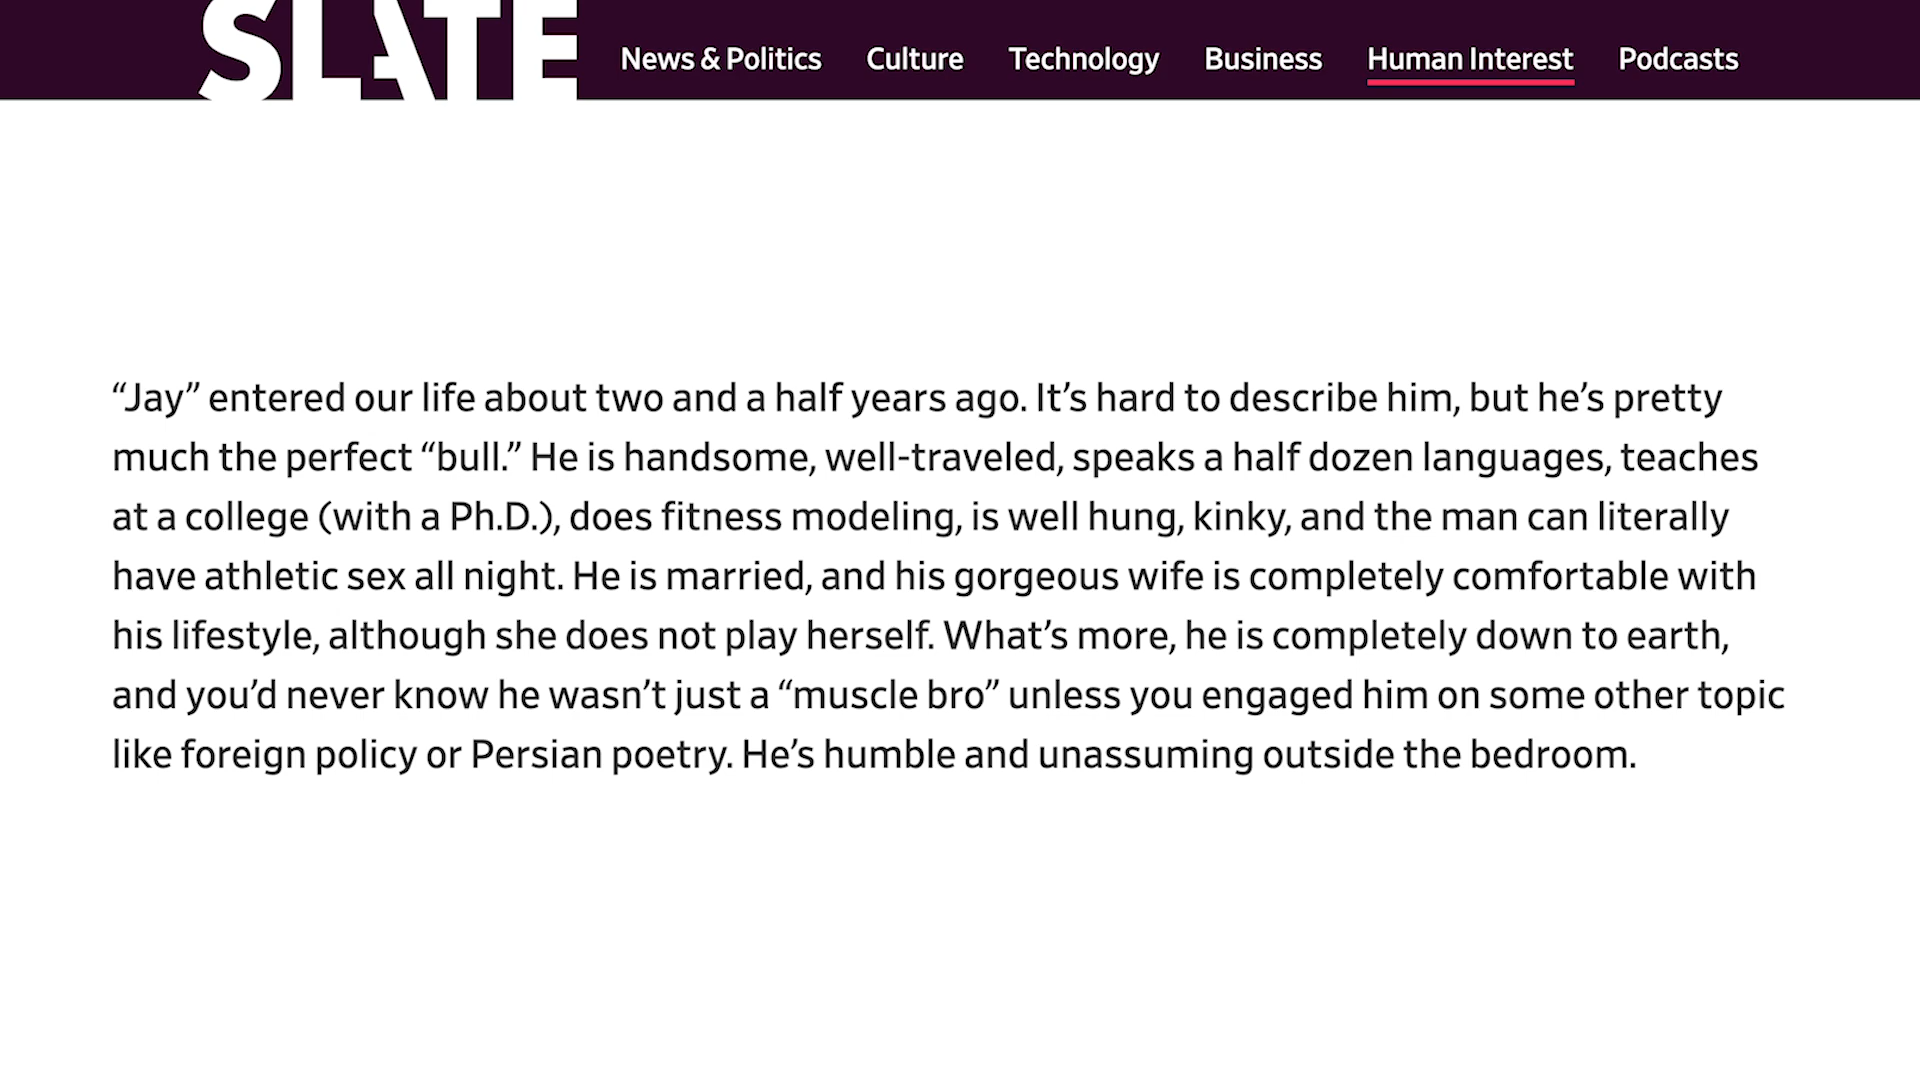 SLATE
News & Politics Culture Technology Business Human Interest Podcasts
“Jay” entered our life about two and a half years ago. It’s hard to describe him, but he’s pretty
much the perfect “bull.” He is handsome, well-traveled, speaks a half dozen languages, teaches
at a college (with a Ph.D.), does fitness modeling, is well hung, kinky, and the man can literally
have athletic sex all night. He is married, and his gorgeous wife is completely comfortable with
his lifestyle, although she does not play herself. What’s more, he is completely down to earth,
and you’d never know he wasn’t just a “muscle bro” unless you engaged him on some other topic
like foreign policy or Persian poetry. He’s humble and unassuming outside the bedroom.